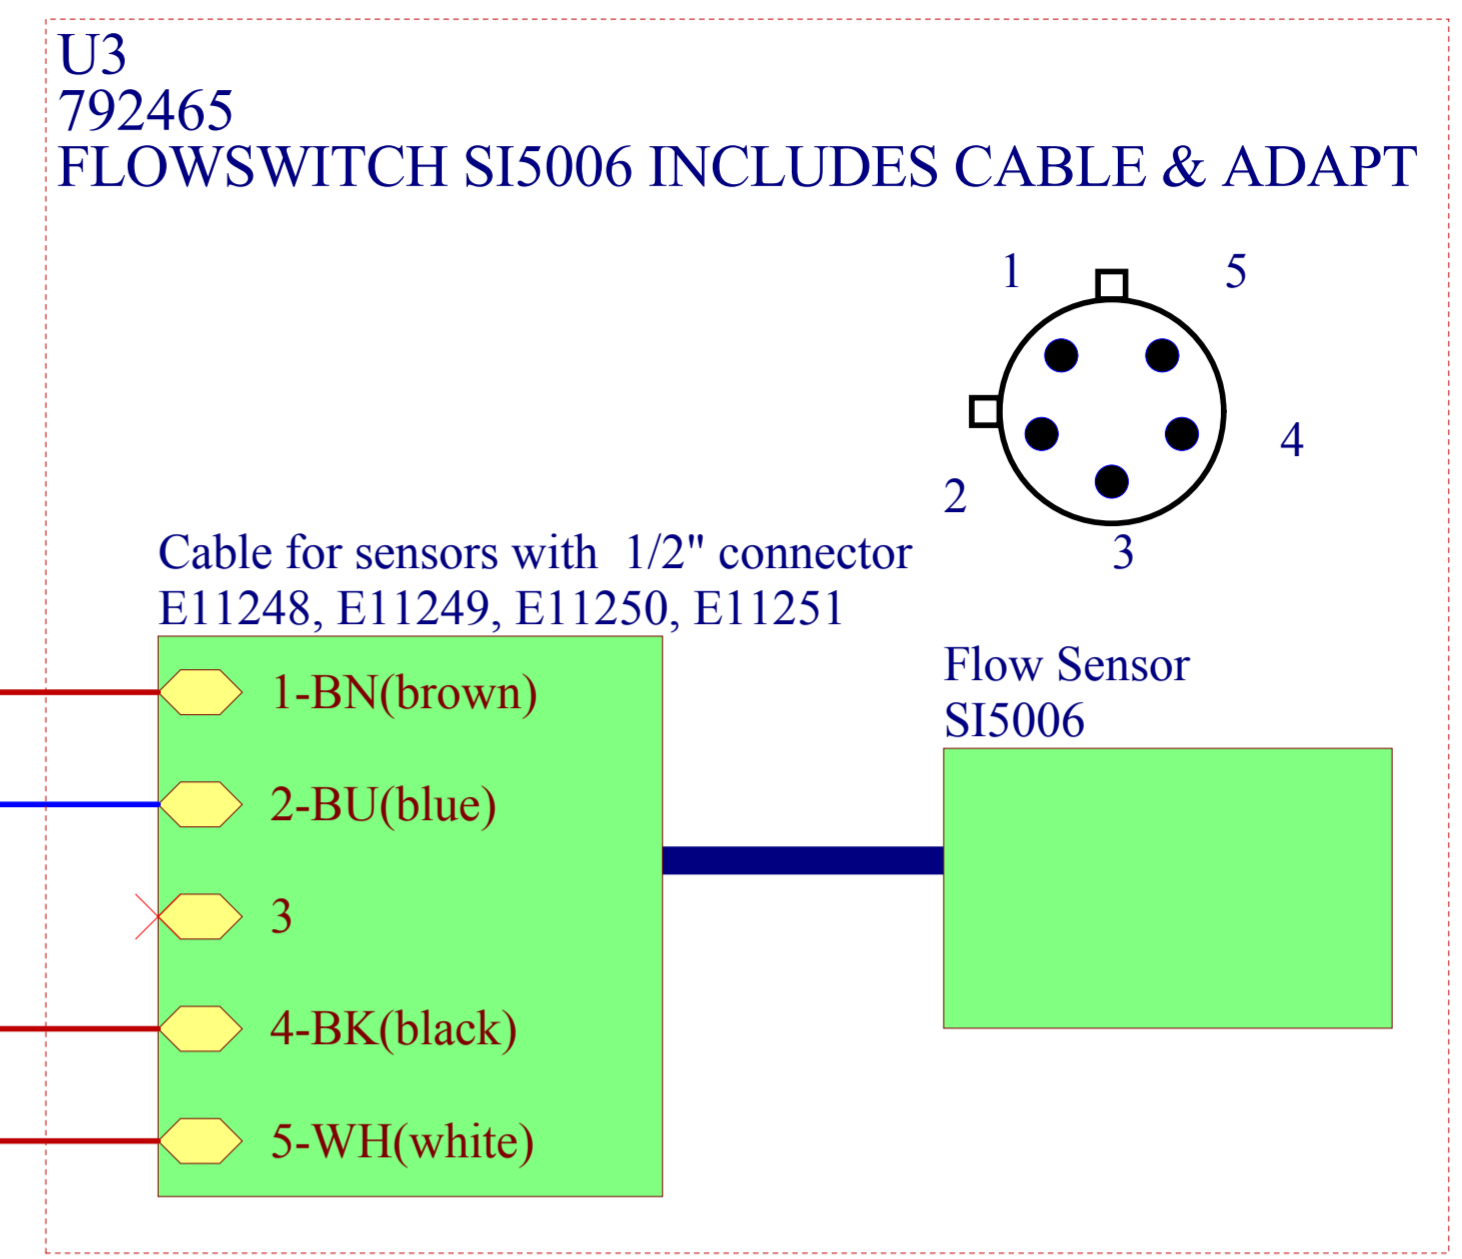 U3
792465
FLOWSWITCH SI5006 INCLUDES CABLE & ADAPT
1
5
4
2
3
Cable for sensors with  1/2" connector
E11248, E11249, E11250, E11251
Flow Sensor
SI5006
1-BN(brown)
2-BU(blue)
3
4-BK(black)
5-WH(white)